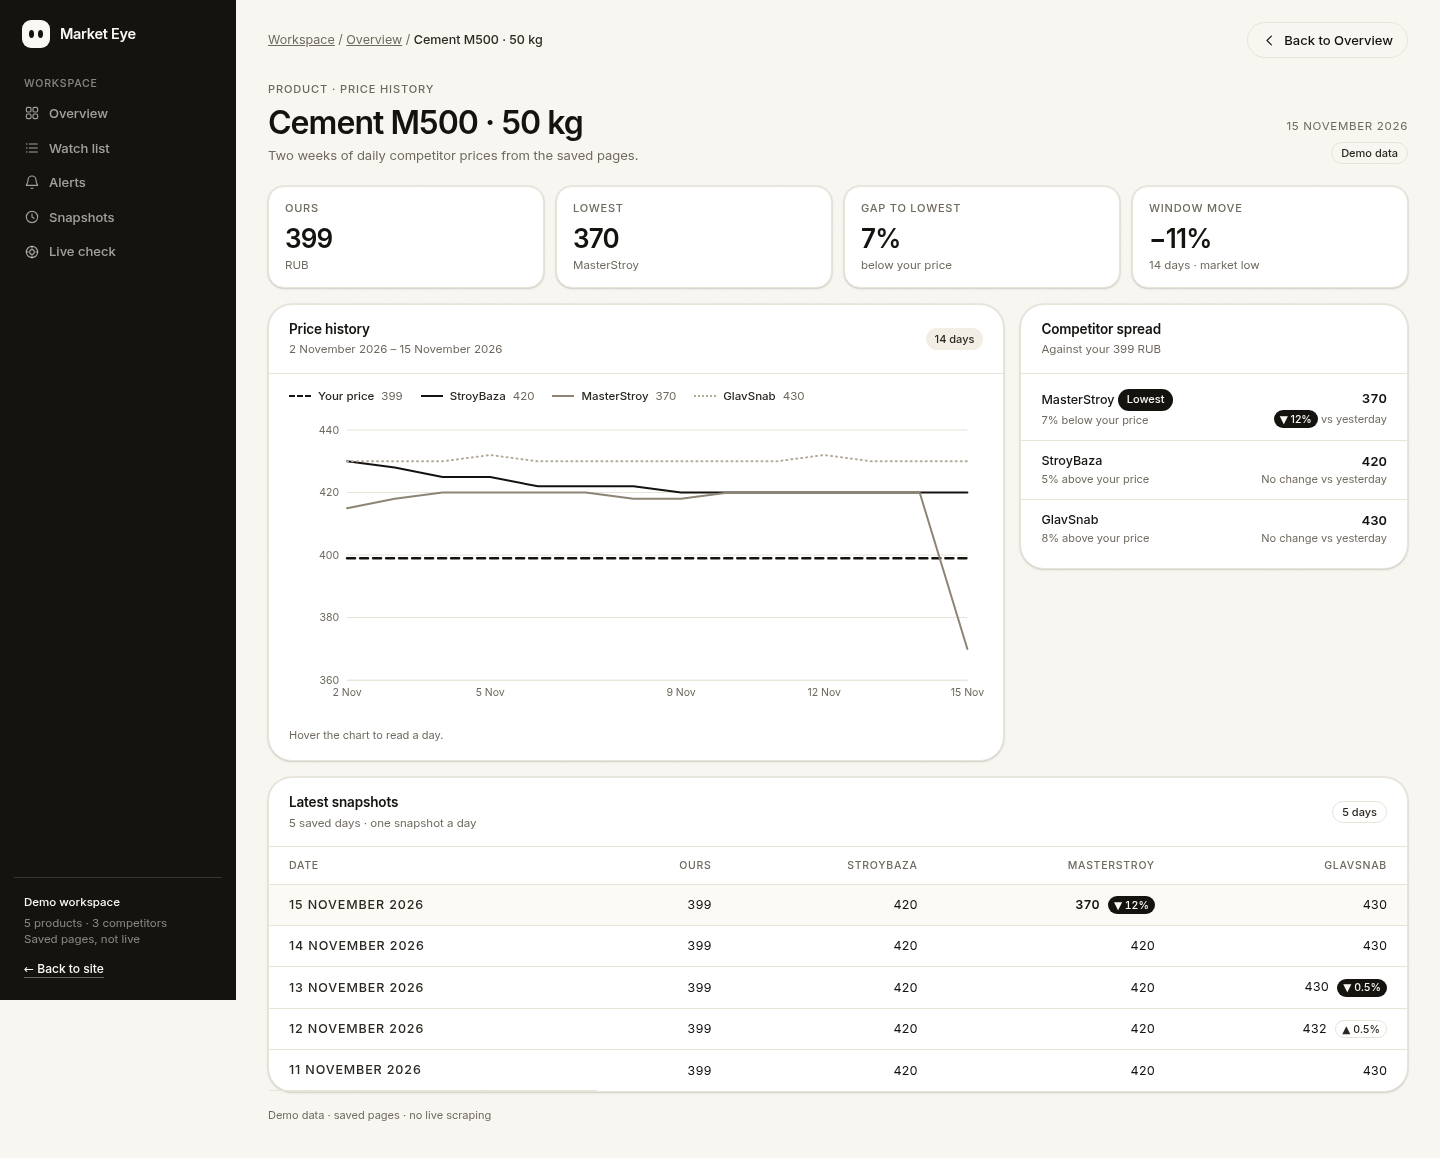 Market Eye
WORKSPACE
Overview
Watch list
Alerts
Snapshots
Live check
Demo workspace
5 products · 3 competitors
Saved pages, not live
← Back to site
Workspace / Overview / Cement M500 · 50 kg
Back to Overview
PRODUCT · PRICE HISTORY
Cement M500 · 50 kg
Two weeks of daily competitor prices from the saved pages.
15 NOVEMBER 2026
Demo data
OURS
399
RUB
LOWEST
370
MasterStroy
GAP TO LOWEST
7%
below your price
WINDOW MOVE
−11%
14 days · market low
Price history
2 November 2026 – 15 November 2026
14 days
Your price 399 StroyBaza 420 MasterStroy 370 GlavSnab 430
440
420
400
380
360
2 Nov 5 Nov 9 Nov 12 Nov 15 Nov
Hover the chart to read a day.
Competitor spread
Against your 399 RUB
MasterStroy Lowest 370
7% below your price ▼ 12% vs yesterday
StroyBaza 420
5% above your price No change vs yesterday
GlavSnab 430
8% above your price No change vs yesterday
Latest snapshots
5 saved days · one snapshot a day
5 days
DATE OURS STROYBAZA MASTERSTROY GLAVSNAB
15 NOVEMBER 2026 399 420 370 ▼ 12% 430
14 NOVEMBER 2026 399 420 420 430
13 NOVEMBER 2026 399 420 420 430 ▼ 0.5%
12 NOVEMBER 2026 399 420 420 432 ▲ 0.5%
11 NOVEMBER 2026 399 420 420 430
Demo data · saved pages · no live scraping